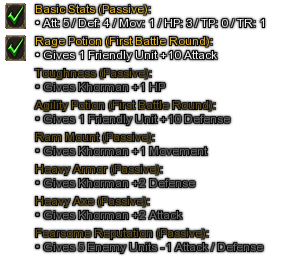 Basic Stats (Passive):
• Att: 5 / Def: 4 / Mov: 1 / HP: 3 / TP: 0 / TR: 1
Rage Potion (First Battle Round):
• Gives 1 Friendly Unit +10 Attack
Toughness (Passive):
• Gives Khorman +1 HP
Agility Potion (First Battle Round):
• Gives 1 Friendly Unit +10 Defense
Ram Mount (Passive):
• Gives Khorman +1 Movement
Heavy Armor (Passive):
• Gives Khorman +2 Defense
Heavy Axe (Passive):
• Gives Khorman +2 Attack
Fearsome Reputation (Passive):
• Gives 5 Enemy Units -1 Attack / Defense